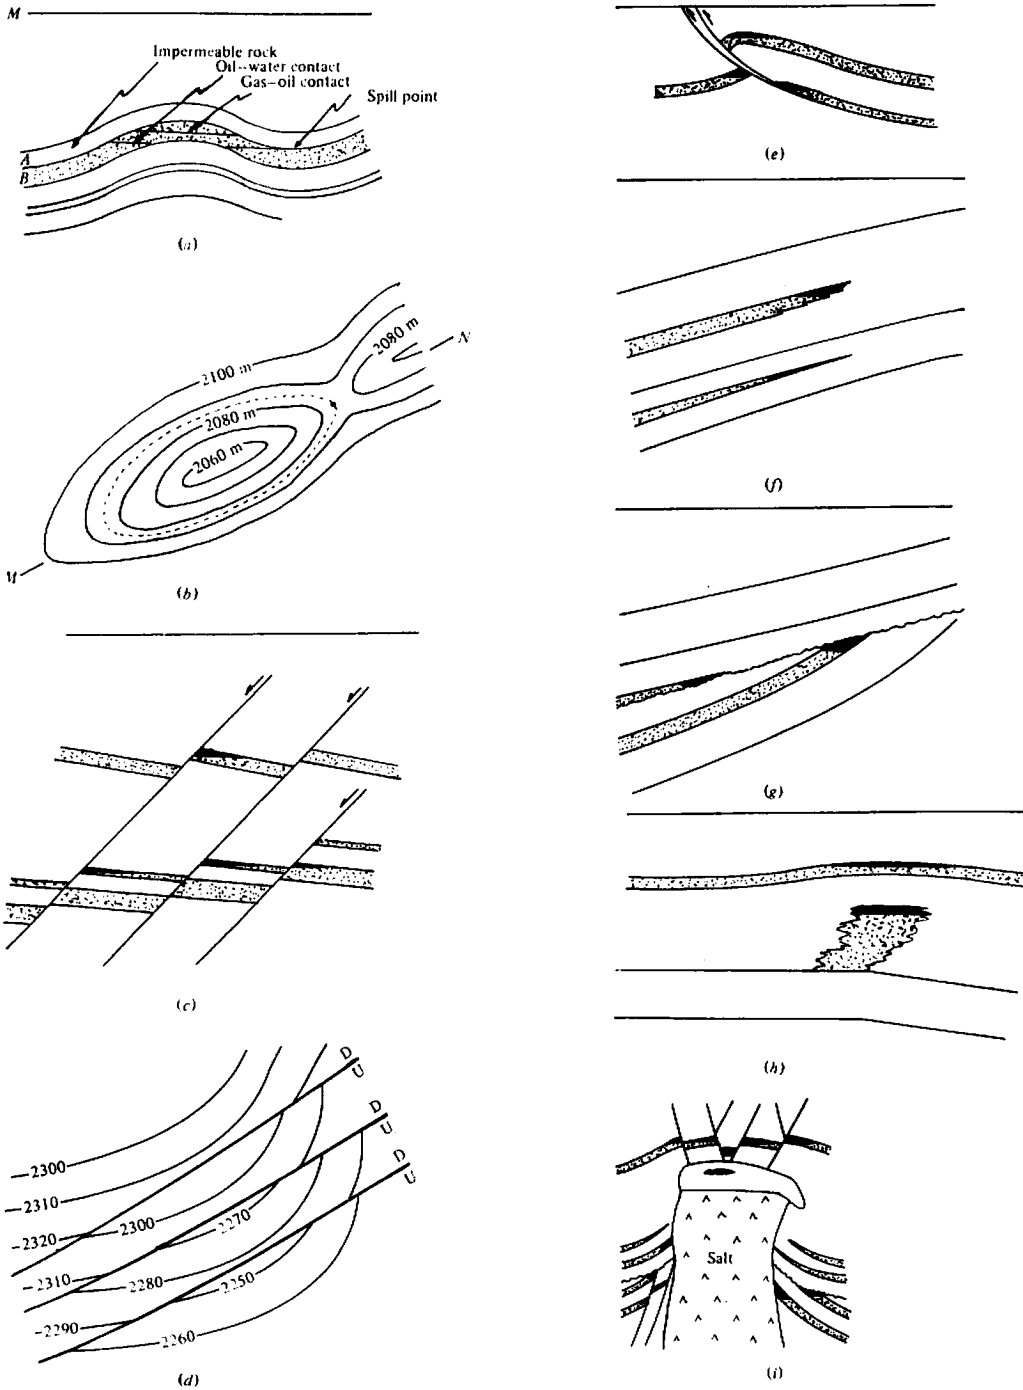 M
Impermeable rock
Oil-water contact
Gas-oil contact
Spill point
A
B
(a)
2100 m
2080 m
2080 m
2060 m
N
M
(b)
(c)
D
U
D
U
D
U
-2300
-2310
-2320
2300
-2310
2270
2280
2250
-2290
2260
(d)
(e)
(f)
(g)
(h)
Salt
(i)